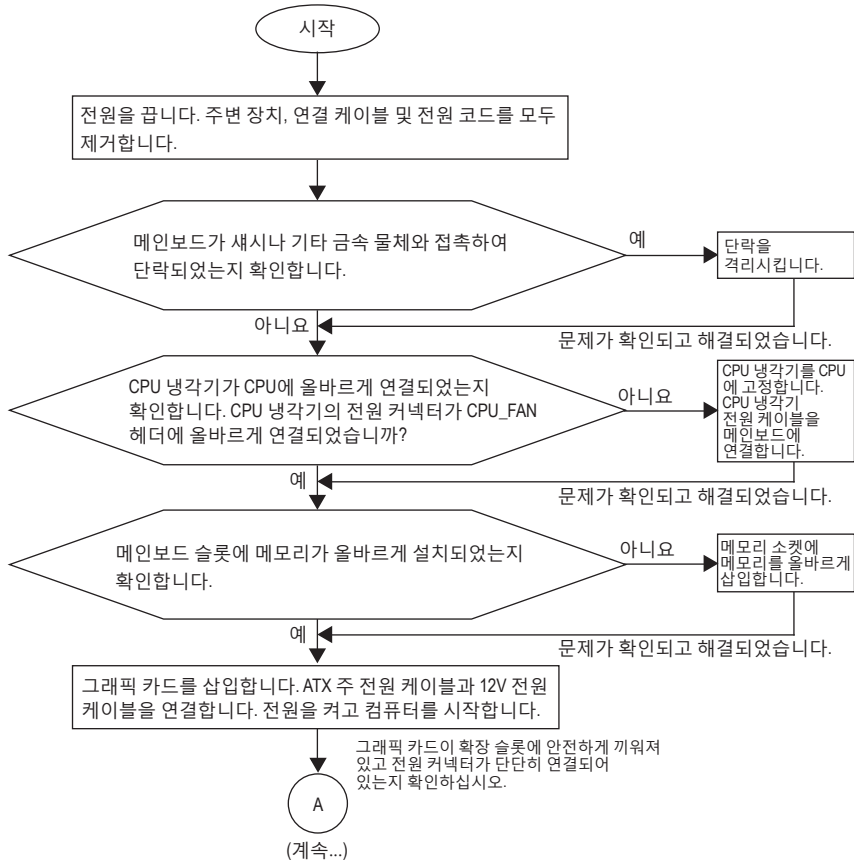 시작
전원을 끕니다. 주변 장치, 연결 케이블 및 전원 코드를 모두
제거합니다.
메인보드가 섀시나 기타 금속 물체와 접촉하여
단락되었는지 확인합니다.
예
단락을
격리시킵니다.
아니요
문제가 확인되고 해결되었습니다.
CPU 냉각기가 CPU에 올바르게 연결되었는지
확인합니다. CPU 냉각기의 전원 커넥터가 CPU_FAN
헤더에 올바르게 연결되었습니까?
아니요
CPU 냉각기를 CPU
에 고정합니다.
CPU 냉각기
전원 케이블을
메인보드에
연결합니다.
예
문제가 확인되고 해결되었습니다.
메인보드 슬롯에 메모리가 올바르게 설치되었는지
확인합니다.
아니요
메모리 소켓에
메모리를 올바르게
삽입합니다.
예
문제가 확인되고 해결되었습니다.
그래픽 카드를 삽입합니다. ATX 주 전원 케이블과 12V 전원
케이블을 연결합니다. 전원을 켜고 컴퓨터를 시작합니다.
그래픽 카드이 확장 슬롯에 안전하게 끼워져
있고 전원 커넥터가 단단히 연결되어
있는지 확인하십시오.
A
(계속...)